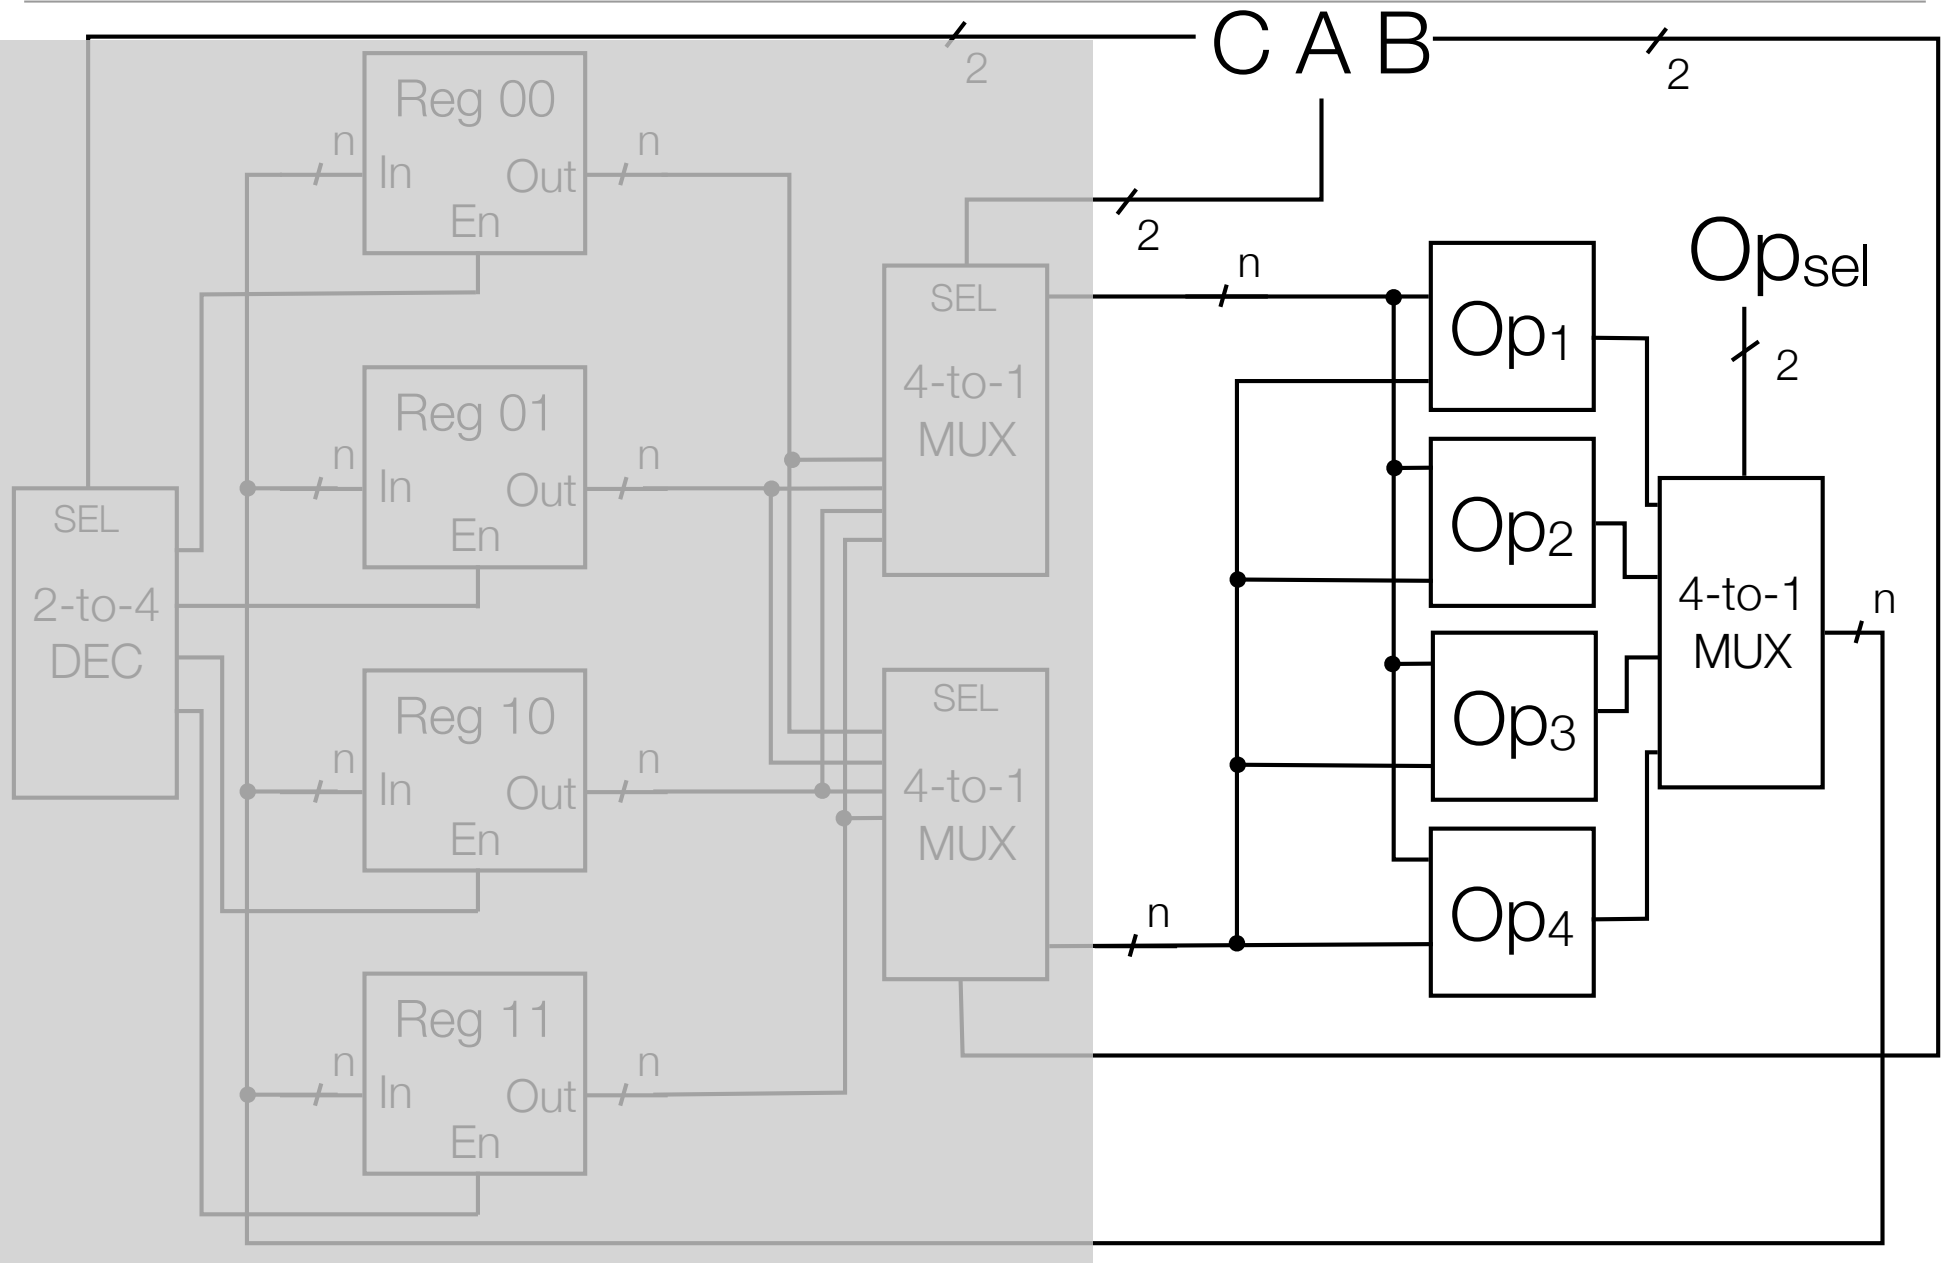 C A B
2
2
Reg 00
n
n
In
Out
En
2
n
SEL
Op1
Opsel
2
4-to-1
MUX
Reg 01
n
n
In
Out
En
SEL
2-to-4
DEC
Op2
4-to-1
MUX
n
Reg 10
n
n
In
Out
En
SEL
4-to-1
MUX
Op3
n
Op4
Reg 11
n
n
In
Out
En